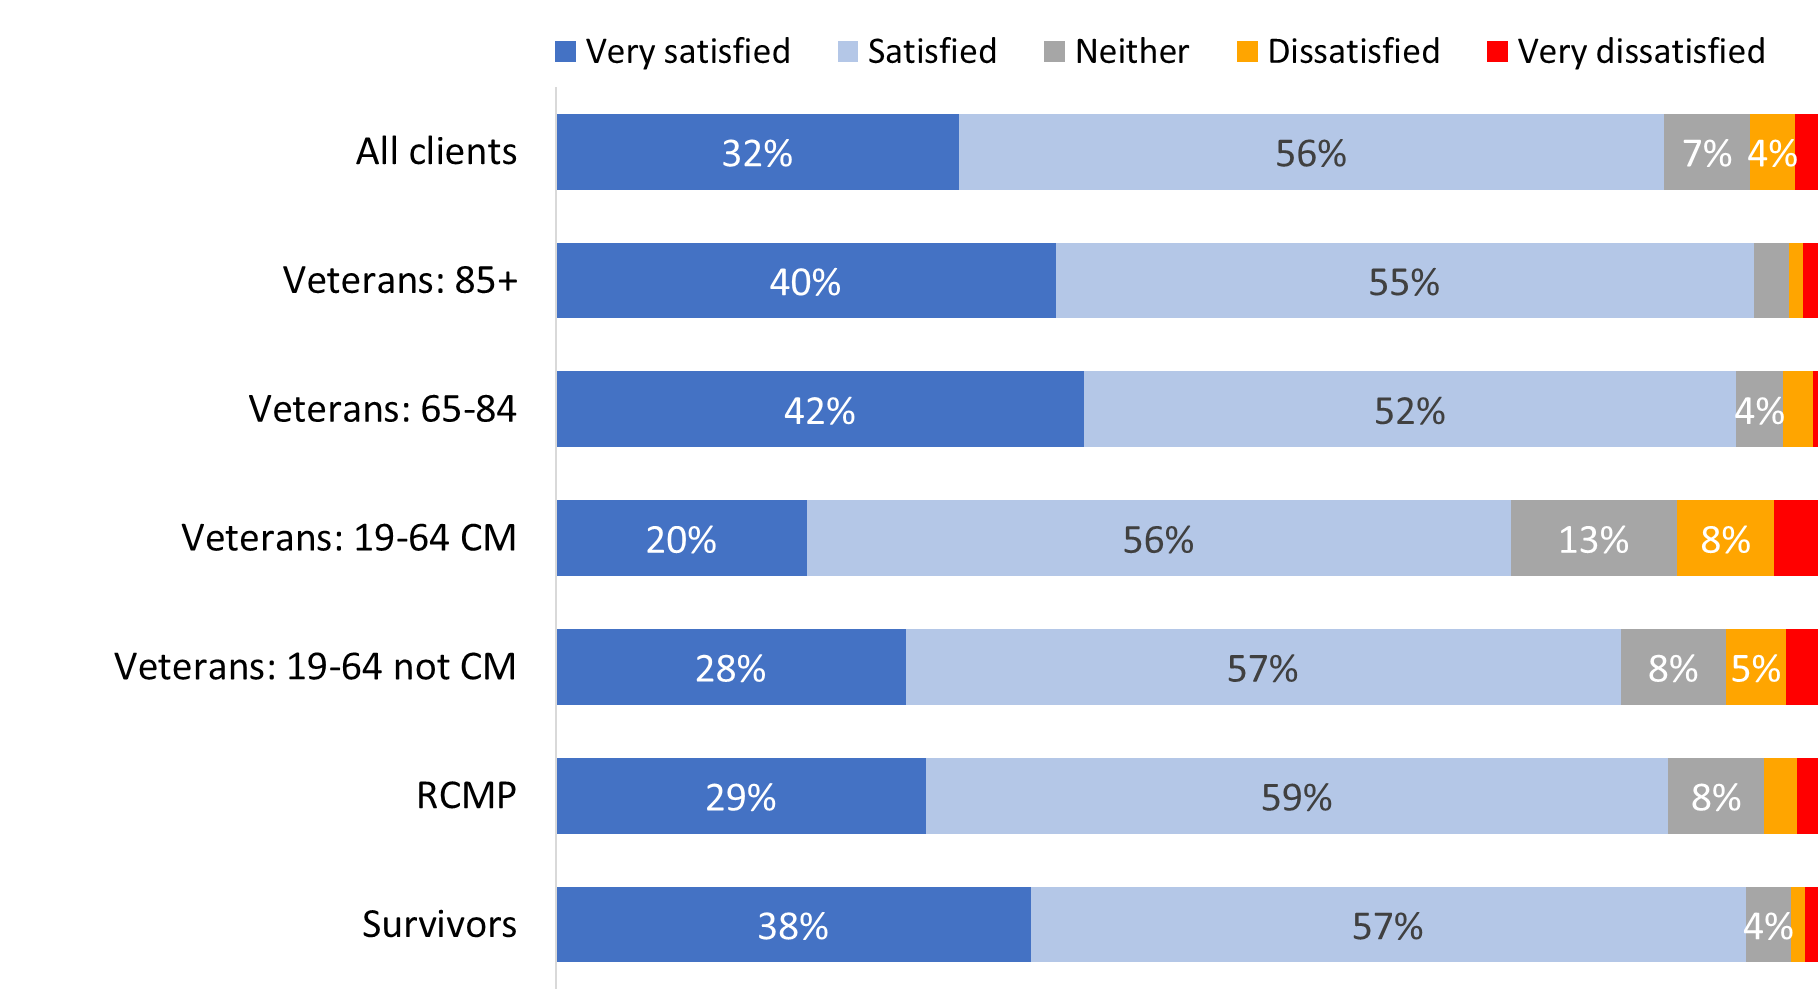 Very satisfied Satisfied Neither Dissatisfied Very dissatisfied
All clients 32% 56% 7% 4%
Veterans: 85+ 40% 55%
Veterans: 65-84 42% 52% 4%
Veterans: 19-64 CM 20% 56% 13% 8%
Veterans: 19-64 not CM 28% 57% 8% 5%
RCMP 29% 59% 8%
Survivors 38% 57% 4%